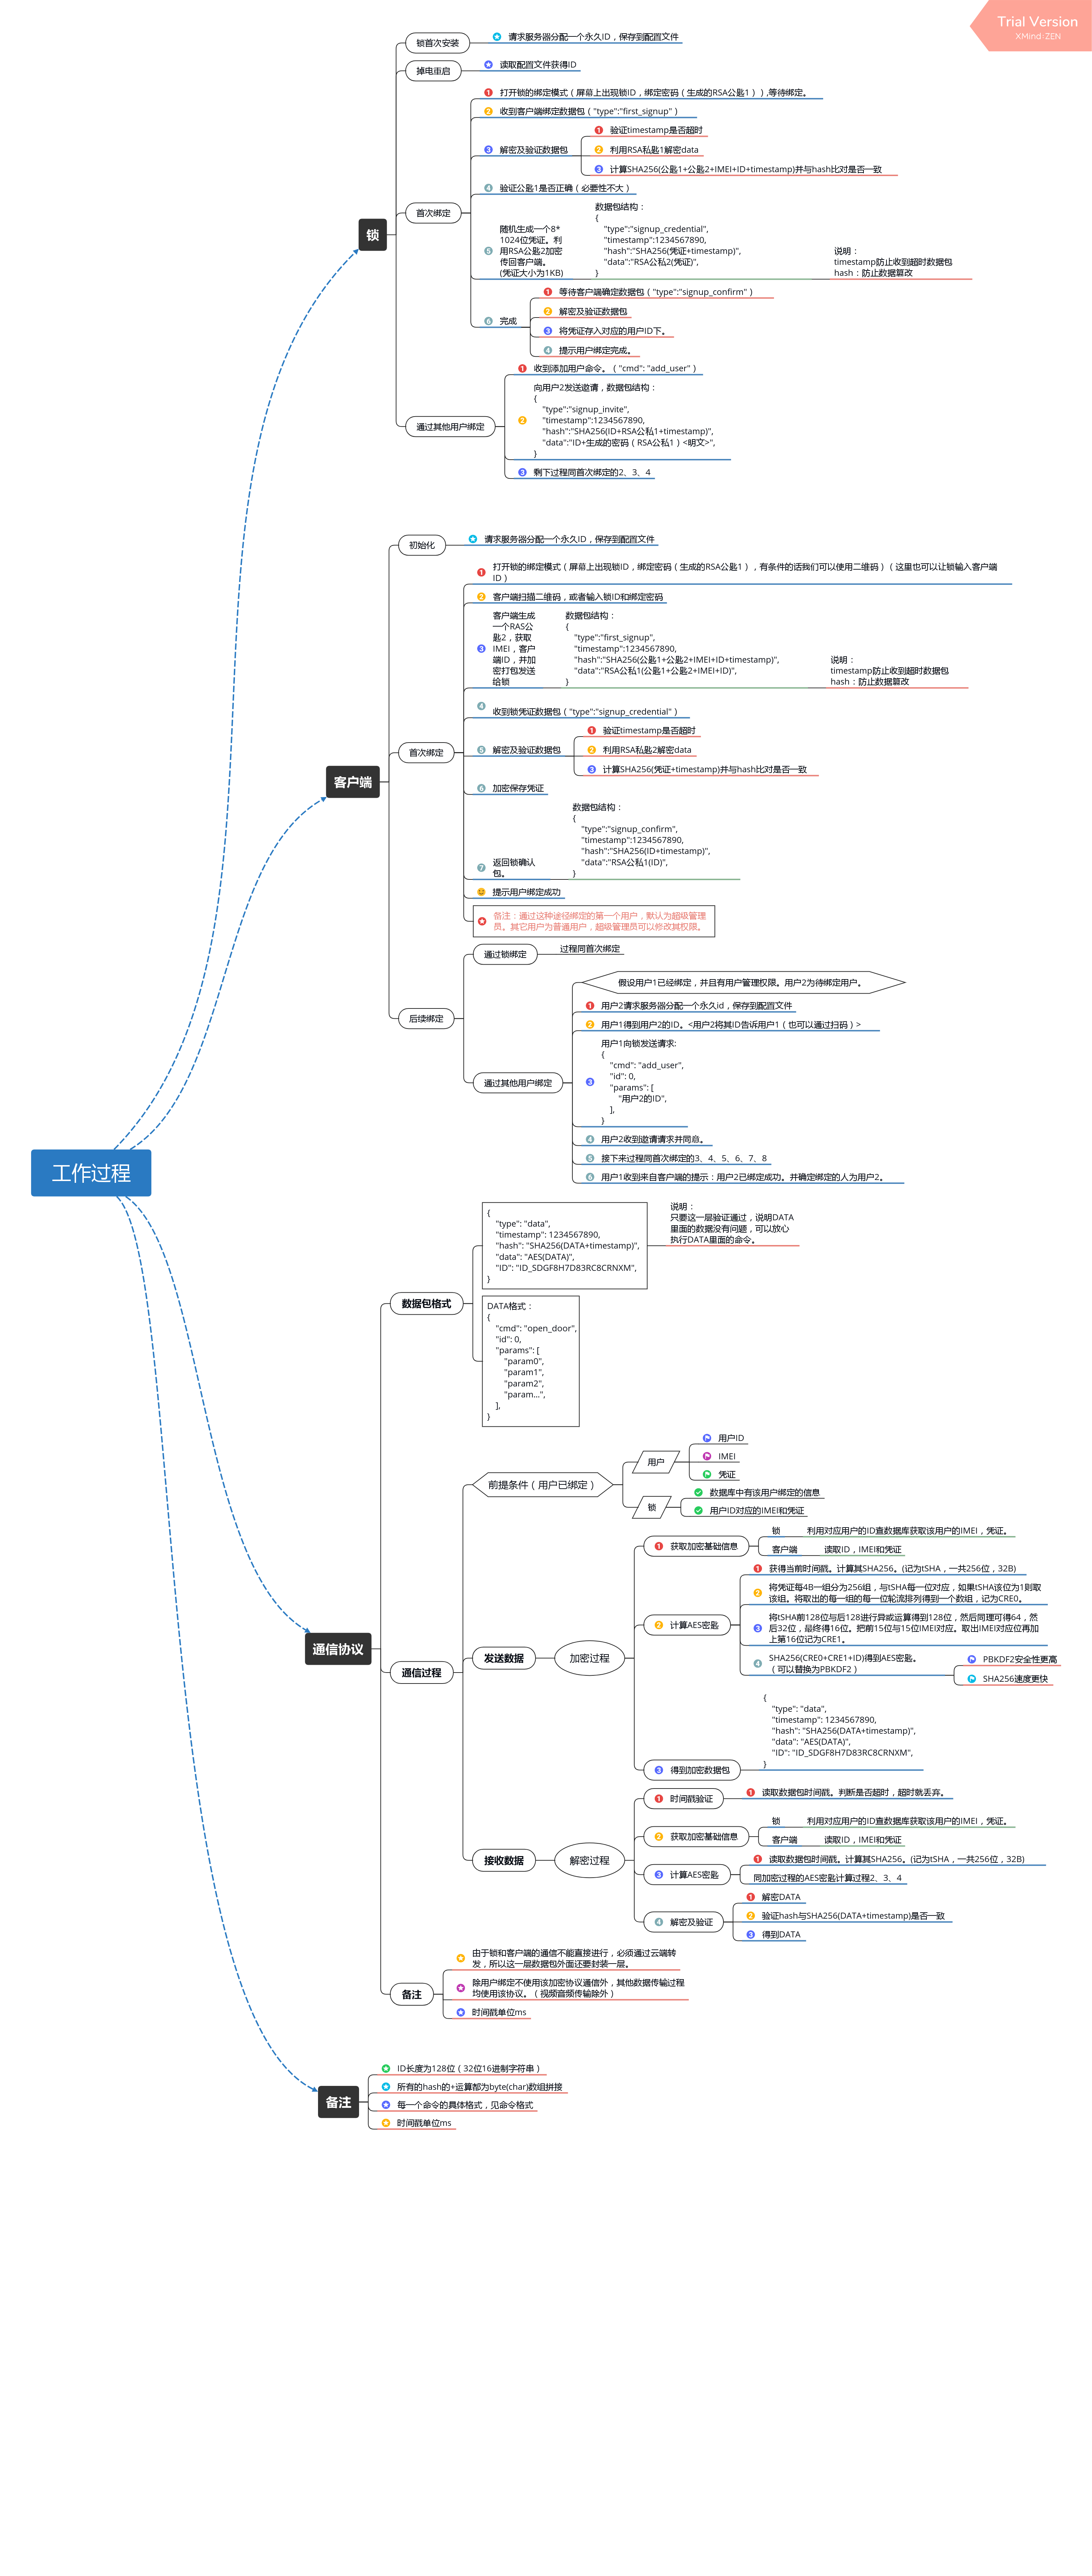 Trial Version
XMind:ZEN
工作过程
锁
锁首次安装
请求服务器分配一个永久ID，保存到配置文件
掉电重启
读取配置文件获得ID
首次绑定
1 打开锁的绑定模式（屏幕上出现锁ID，绑定密码（生成的RSA公匙1））,等待绑定。
2 收到客户端绑定数据包（"type":"first_signup"）
3 解密及验证数据包
1 验证timestamp是否超时
2 利用RSA私匙1解密data
3 计算SHA256(公匙1+公匙2+IMEI+ID+timestamp)并与hash比对是否一致
4 验证公匙1是否正确（必要性不大）
5 随机生成一个8*
1024位凭证。利
用RSA公匙2加密
传回客户端。
(凭证大小为1KB)
数据包结构：
{
"type":"signup_credential",
"timestamp":1234567890,
"hash":"SHA256(凭证+timestamp)",
"data":"RSA公私2(凭证)",
}
说明：
timestamp防止收到超时数据包
hash：防止数据篡改
6 完成
1 等待客户端确定数据包（"type":"signup_confirm"）
2 解密及验证数据包
3 将凭证存入对应的用户ID下。
4 提示用户绑定完成。
通过其他用户绑定
1 收到添加用户命令。（"cmd": "add_user"）
2 向用户2发送邀请，数据包结构：
{
"type":"signup_invite",
"timestamp":1234567890,
"hash":"SHA256(ID+RSA公私1+timestamp)",
"data":"ID+生成的密码（RSA公私1）<明文>",
}
3 剩下过程同首次绑定的2、3、4
客户端
初始化
请求服务器分配一个永久ID，保存到配置文件
首次绑定
1 打开锁的绑定模式（屏幕上出现锁ID，绑定密码（生成的RSA公匙1），有条件的话我们可以使用二维码）（这里也可以让锁输入客户端
ID）
2 客户端扫描二维码，或者输入锁ID和绑定密码
3 客户端生成
一个RAS公
匙2，获取
IMEI，客户
端ID，并加
密打包发送
给锁
数据包结构：
{
"type":"first_signup",
"timestamp":1234567890,
"hash":"SHA256(公匙1+公匙2+IMEI+ID+timestamp)",
"data":"RSA公私1(公匙1+公匙2+IMEI+ID)",
}
说明：
timestamp防止收到超时数据包
hash：防止数据篡改
4 收到锁凭证数据包（"type":"signup_credential"）
5 解密及验证数据包
1 验证timestamp是否超时
2 利用RSA私匙2解密data
3 计算SHA256(凭证+timestamp)并与hash比对是否一致
6 加密保存凭证
7 返回锁确认
包。
数据包结构：
{
"type":"signup_confirm",
"timestamp":1234567890,
"hash":"SHA256(ID+timestamp)",
"data":"RSA公私1(ID)",
}
提示用户绑定成功
备注：通过这种途径绑定的第一个用户，默认为超级管理
员。其它用户为普通用户，超级管理员可以修改其权限。
后续绑定
通过锁绑定
过程同首次绑定
通过其他用户绑定
假设用户1已经绑定，并且有用户管理权限。用户2为待绑定用户。
1 用户2请求服务器分配一个永久id，保存到配置文件
2 用户1得到用户2的ID。<用户2将其ID告诉用户1（也可以通过扫码）>
3 用户1向锁发送请求:
{
"cmd": "add_user",
"id": 0,
"params": [
"用户2的ID",
],
}
4 用户2收到邀请请求并同意。
5 接下来过程同首次绑定的3、4、5、6、7、8
6 用户1收到来自客户端的提示：用户2已绑定成功。并确定绑定的人为用户2。
通信协议
数据包格式
{
"type": "data",
"timestamp": 1234567890,
"hash": "SHA256(DATA+timestamp)",
"data": "AES(DATA)",
"ID": "ID_SDGF8H7D83RC8CRNXM",
}
说明：
只要这一层验证通过，说明DATA
里面的数据没有问题，可以放心
执行DATA里面的命令。
DATA格式：
{
"cmd": "open_door",
"id": 0,
"params": [
"param0",
"param1",
"param2",
"param...",
],
}
通信过程
前提条件（用户已绑定）
用户
用户ID
IMEI
凭证
锁
数据库中有该用户绑定的信息
用户ID对应的IMEI和凭证
发送数据
加密过程
1 获取加密基础信息
锁
利用对应用户的ID查数据库获取该用户的IMEI，凭证。
客户端
读取ID，IMEI和凭证
2 计算AES密匙
1 获得当前时间戳。计算其SHA256。(记为tSHA，一共256位，32B)
2 将凭证每4B一组分为256组，与tSHA每一位对应，如果tSHA该位为1则取
该组。将取出的每一组的每一位轮流排列得到一个数组，记为CRE0。
3 将tSHA前128位与后128进行异或运算得到128位，然后同理可得64，然
后32位，最终得16位。把前15位与15位IMEI对应。取出IMEI对应位再加
上第16位记为CRE1。
4 SHA256(CRE0+CRE1+ID)得到AES密匙。
（可以替换为PBKDF2）
PBKDF2安全性更高
SHA256速度更快
3 得到加密数据包
{
"type": "data",
"timestamp": 1234567890,
"hash": "SHA256(DATA+timestamp)",
"data": "AES(DATA)",
"ID": "ID_SDGF8H7D83RC8CRNXM",
}
接收数据
解密过程
1 时间戳验证
1 读取数据包时间戳。判断是否超时，超时就丢弃。
2 获取加密基础信息
锁
利用对应用户的ID查数据库获取该用户的IMEI，凭证。
客户端
读取ID，IMEI和凭证
3 计算AES密匙
1 读取数据包时间戳。计算其SHA256。(记为tSHA，一共256位，32B)
同加密过程的AES密匙计算过程2、3、4
4 解密及验证
1 解密DATA
2 验证hash与SHA256(DATA+timestamp)是否一致
3 得到DATA
备注
由于锁和客户端的通信不能直接进行，必须通过云端转
发，所以这一层数据包外面还要封装一层。
除用户绑定不使用该加密协议通信外，其他数据传输过程
均使用该协议。（视频音频传输除外）
时间戳单位ms
备注
ID长度为128位（32位16进制字符串）
所有的hash的+运算都为byte(char)数组拼接
每一个命令的具体格式，见命令格式
时间戳单位ms